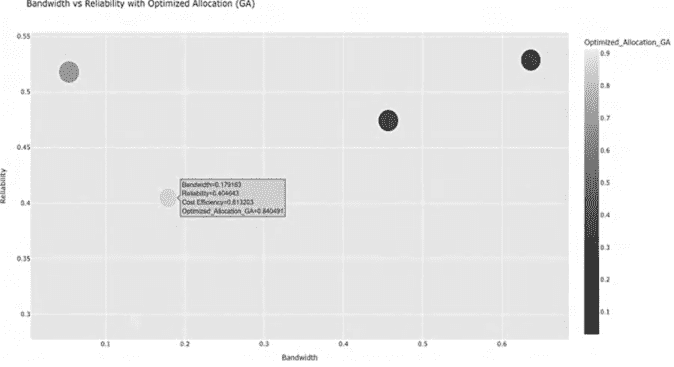 Bandwidth vs Reliability with Optimized Allocation (GA)
Optimized_Allocation_GA
0.55
0.5
0.45
0.4
0.35
0.3
Reliability
Bandwidth=0.179163
Reliability=0.404643
Cost Efficiency=0.613203
Optimized_Allocation_GA=0.840491
0.9
0.8
0.7
0.6
0.5
0.4
0.3
0.2
0.1
0.1
0.2
0.3
0.4
0.5
0.6
Bandwidth